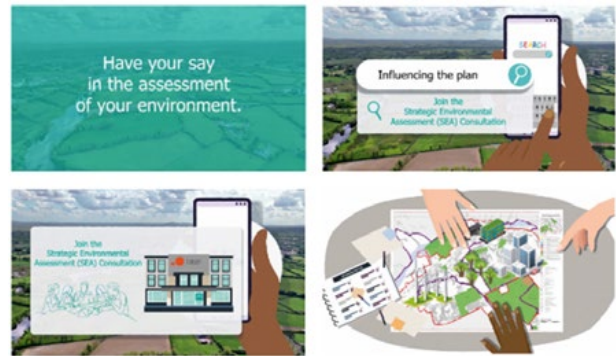 Have your say
in the assessment
of your environment.
SEARCH
Influencing the plan
Join the
Strategic Environmental
Assessment (SEA) Consultation
Join the
Strategic Environmental
Assessment (SEA) Consultation